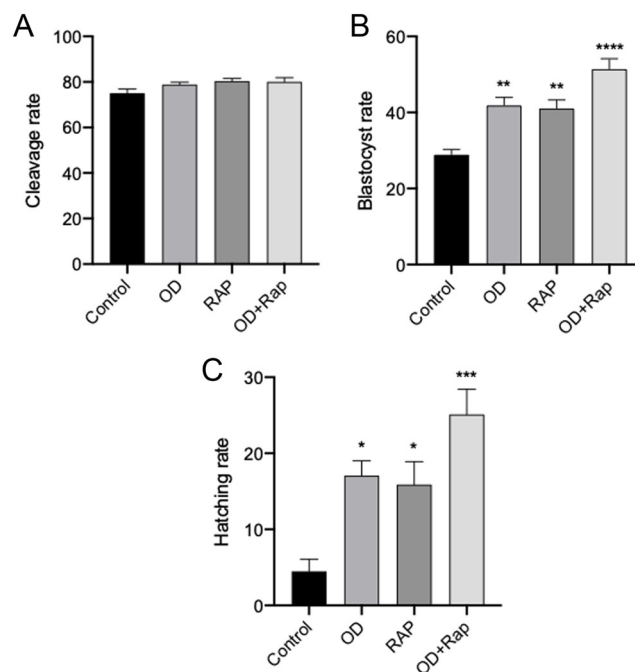 A
Cleavage rate
100
80
60
40
20
0
Control
OD
RAP
OD+Rap
B
Blastocyst rate
60
40
20
0
**
**
****
Control
OD
RAP
OD+Rap
C
Hatching rate
30
20
10
0
*
*
***
Control
OD
RAP
OD+Rap